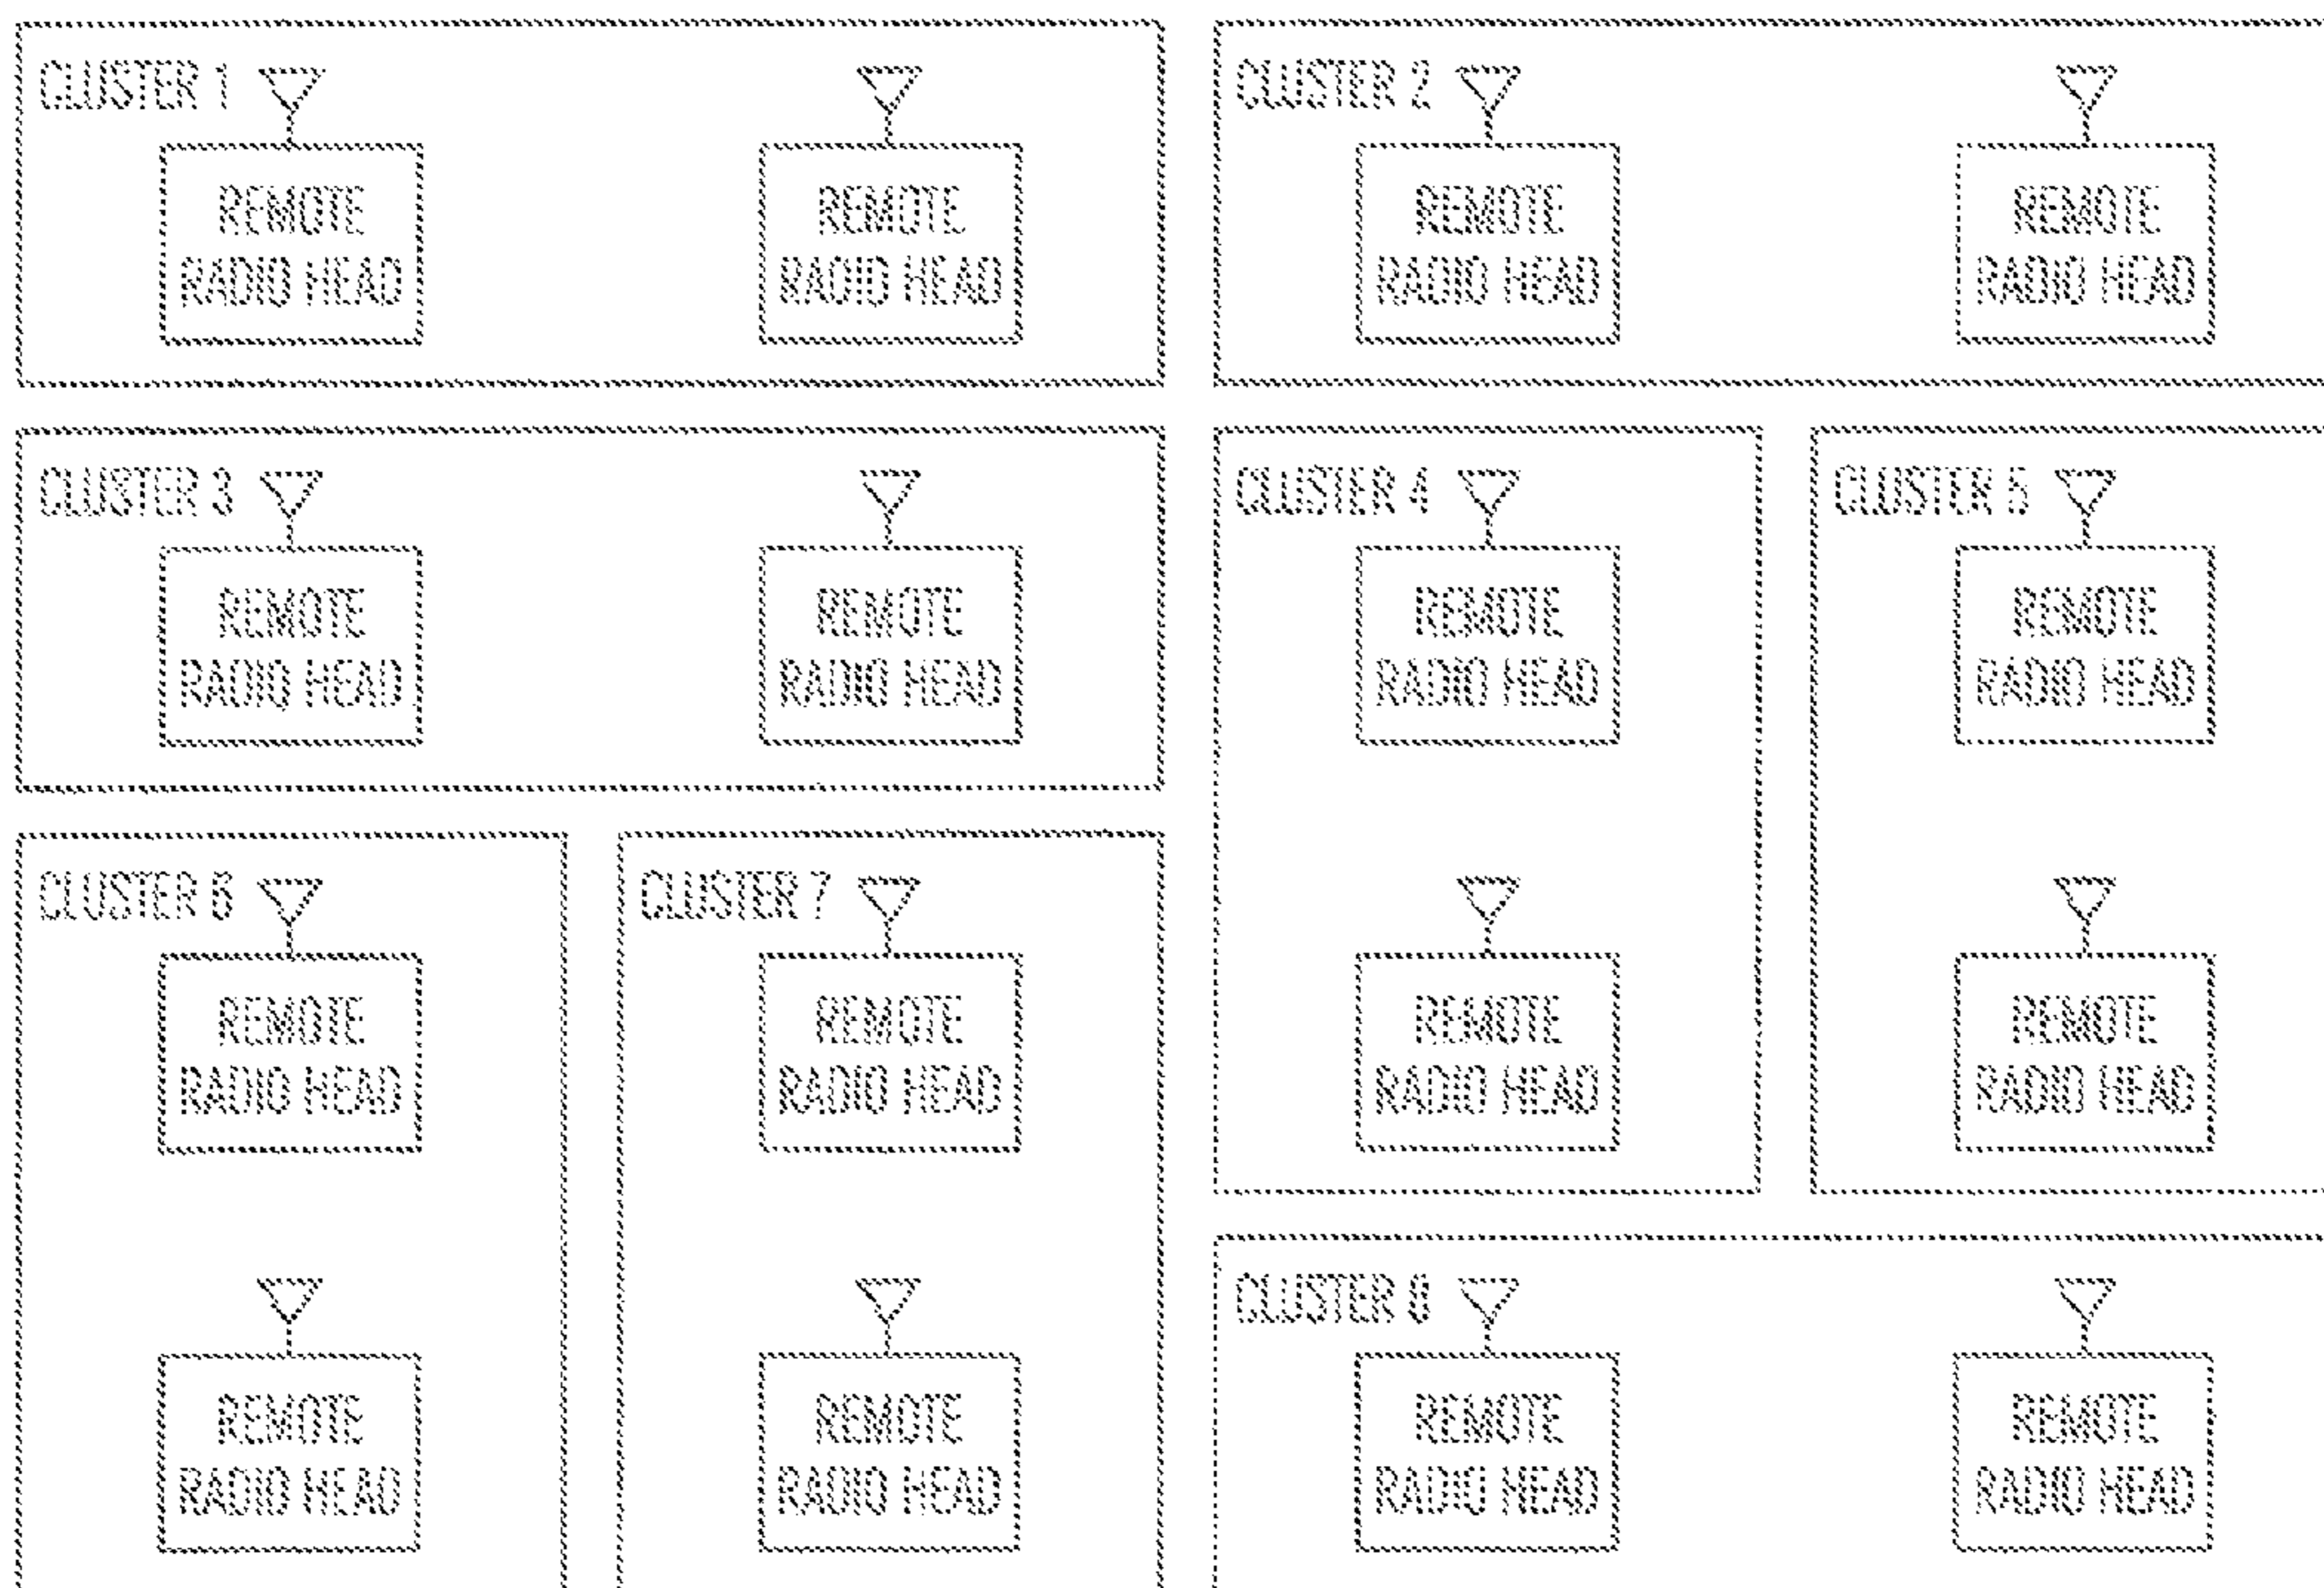 CLUSTER 1
REMOTE
RADIO HEAD
REMOTE
RADIO HEAD
CLUSTER 2
REMOTE
RADIO HEAD
REMOTE
RADIO HEAD
CLUSTER 3
REMOTE
RADIO HEAD
REMOTE
RADIO HEAD
CLUSTER 4
REMOTE
RADIO HEAD
REMOTE
RADIO HEAD
CLUSTER 5
REMOTE
RADIO HEAD
REMOTE
RADIO HEAD
CLUSTER 6
REMOTE
RADIO HEAD
REMOTE
RADIO HEAD
CLUSTER 7
REMOTE
RADIO HEAD
REMOTE
RADIO HEAD
CLUSTER 8
REMOTE
RADIO HEAD
REMOTE
RADIO HEAD